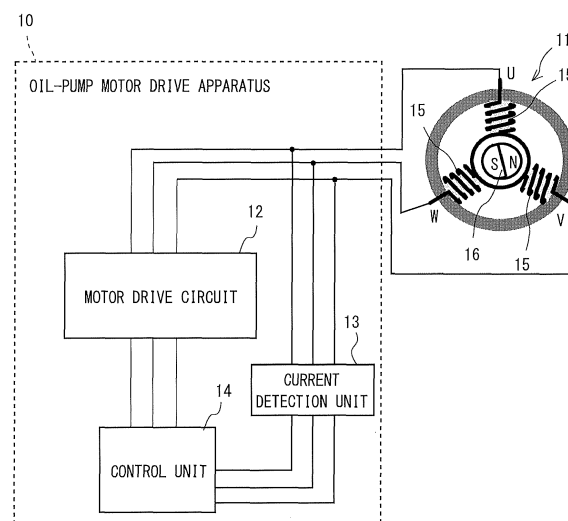 10
OIL-PUMP MOTOR DRIVE APPARATUS
11
U
15
15
S N
W
V
16
15
12
MOTOR DRIVE CIRCUIT
13
CURRENT
DETECTION UNIT
14
CONTROL UNIT